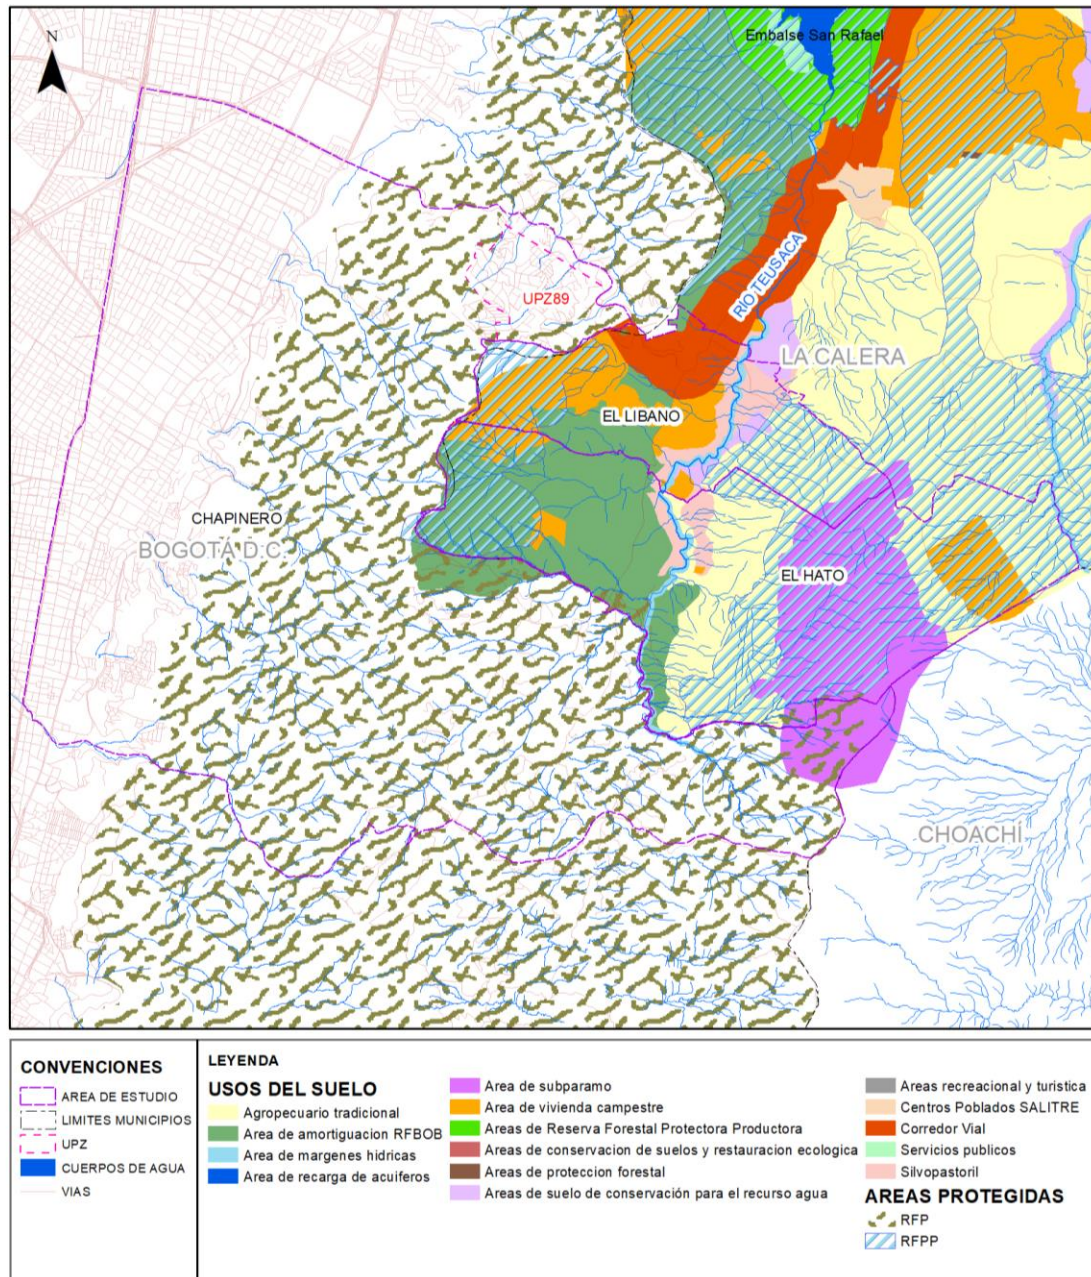 N
Embalse San Rafael
RÍO TEUSACA
UPZ89
LA CALERA
EL LIBANO
CHAPINERO
BOGOTÁ D.C.
EL HATO
CHOACHÍ
CONVENCIONES
AREA DE ESTUDIO
LIMITES MUNICIPIOS
UPZ
CUERPOS DE AGUA
VIAS
LEYENDA
USOS DEL SUELO
Agropecuario tradicional
Area de amortiguacion RFBOB
Area de margenes hidricas
Area de recarga de acuiferos
Area de subparamo
Area de vivienda campestre
Areas de Reserva Forestal Protectora Productora
Areas de conservacion de suelos y restauracion ecologica
Areas de proteccion forestal
Areas de suelo de conservación para el recurso agua
Areas recreacional y turistica
Centros Poblados SALITRE
Corredor Vial
Servicios publicos
Silvopastoril
AREAS PROTEGIDAS
RFP
RFPP